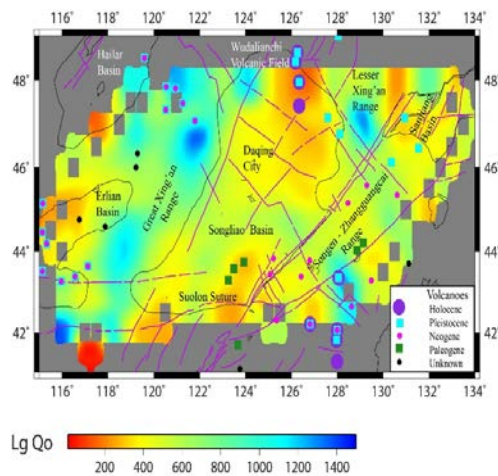 116° 118° 120° 122° 124° 126° 128° 130° 132° 134°
48°
46°
44°
42°
48°
46°
44°
42°
Hailar
Basin
Wudalianchi
Volcanic Field
Lesser
Xing'an
Range
Sanjiang
Basin
Daqing
City
Great Xing'an
Range
Erlian
Basin
Songliao Basin
Songen - Zhangguangcai
Range
Suolon Suture
Volcanoes
Holocene
Pleistocene
Neogene
Paleogene
Unknown
116° 118° 120° 122° 124° 126° 128° 130° 132° 134°
Lg Qo
200 600 1000 1400
400 800 1200